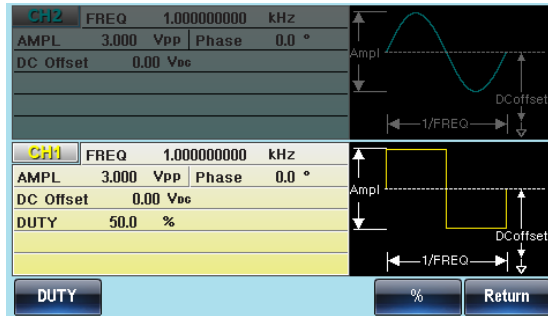 CH2 FREQ 1.000000000 kHz
AMPL 3.000 VPP Phase 0.0 °
DC Offset 0.00 VDC
Ampl
DCoffset
1/FREQ
CH1 FREQ 1.000000000 kHz
AMPL 3.000 VPP Phase 0.0 °
DC Offset 0.00 VDC
DUTY 50.0 %
Ampl
DCoffset
1/FREQ
DUTY % Return